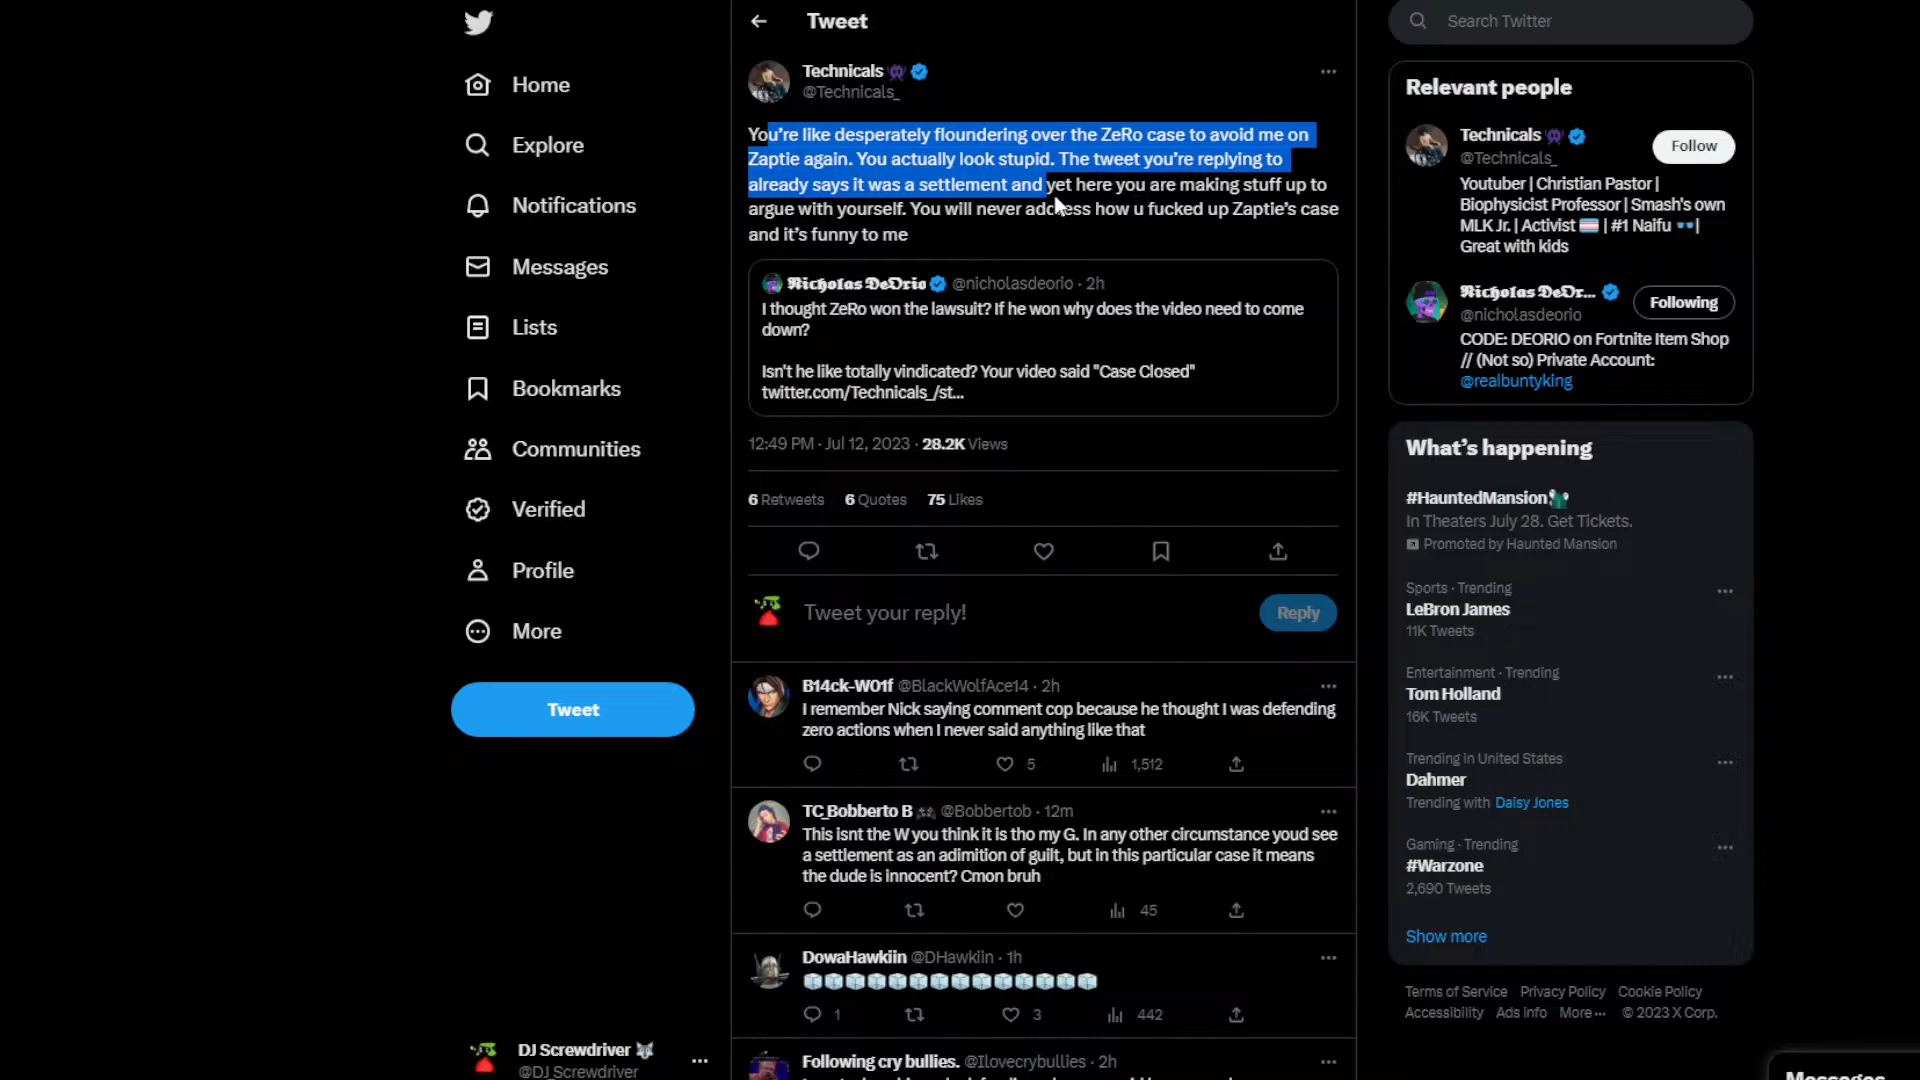 Home
Explore
Notifications
Messages
Lists
Bookmarks
Communities
Verified
Profile
More
Tweet
DJ Screwdriver
@DJ_Screwdriver
Tweet
Technicals
@Technicals_
You're like desperately floundering over the ZeRo case to avoid me on
Zaptie again. You actually look stupid. The tweet you're replying to
already says it was a settlement and yet here you are making stuff up to
argue with yourself. You will never address how u fucked up Zaptie's case
and it's funny to me
𝕹𝖎𝖈𝖍𝖔𝖑𝖆𝖘 𝕯𝖊𝕺𝖗𝖎𝖔 @nicholasdeorio · 2h
I thought ZeRo won the lawsuit? If he won why does the video need to come
down?
Isn't he like totally vindicated? Your video said "Case Closed"
twitter.com/Technicals_/st...
12:49 PM · Jul 12, 2023 · 28.2K Views
6 Retweets 6 Quotes 75 Likes
Tweet your reply!
Reply
B14ck-W01f @BlackWolfAce14 · 2h
I remember Nick saying comment cop because he thought I was defending
zero actions when I never said anything like that
5 1,512
TC_Bobberto B 🎮 @Bobbertob · 12m
This isnt the W you think it is tho my G. In any other circumstance youd see
a settlement as an adimition of guilt, but in this particular case it means
the dude is innocent? Cmon bruh
45
DowaHawkiin @DHawkiin · 1h
🧊🧊🧊🧊🧊🧊🧊🧊🧊🧊🧊🧊🧊🧊
1 3 442
Following cry bullies. @Ilovecrybullies · 2h
Search Twitter
Relevant people
Technicals
@Technicals_
Follow
Youtuber | Christian Pastor |
Biophysicist Professor | Smash's own
MLK Jr. | Activist 🏳️‍⚧️ | #1 Naifu 👓 |
Great with kids
𝕹𝖎𝖈𝖍𝖔𝖑𝖆𝖘 𝕯𝖊𝕺𝖗...
@nicholasdeorio
Following
CODE: DEORIO on Fortnite Item Shop
// (Not so) Private Account:
@realbuntyking
What's happening
#HauntedMansion
In Theaters July 28. Get Tickets.
Promoted by Haunted Mansion
Sports · Trending
LeBron James
11K Tweets
Entertainment · Trending
Tom Holland
16K Tweets
Trending in United States
Dahmer
Trending with Daisy Jones
Gaming · Trending
#Warzone
2,690 Tweets
Show more
Terms of Service Privacy Policy Cookie Policy
Accessibility Ads info More ··· © 2023 X Corp.
Messages